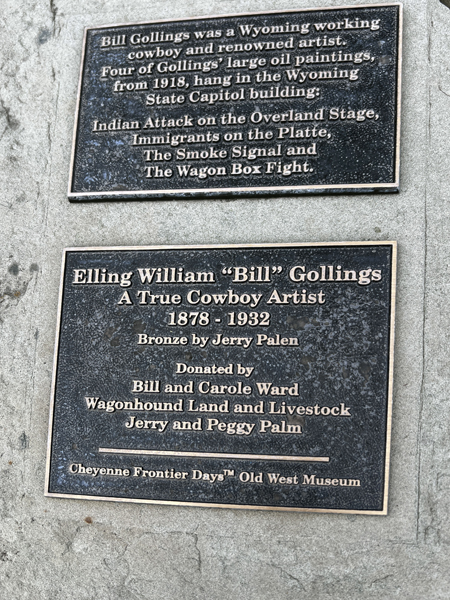 Bill Gollings was a Wyoming working
cowboy and renowned artist.
Four of Gollings' large oil paintings,
from 1918, hang in the Wyoming
State Capitol building:
Indian Attack on the Overland Stage,
Immigrants on the Platte,
The Smoke Signal and
The Wagon Box Fight.
Elling William “Bill” Gollings
A True Cowboy Artist
1878 - 1932
Bronze by Jerry Palen
Donated by
Bill and Carole Ward
Wagonhound Land and Livestock
Jerry and Peggy Palm
Cheyenne Frontier Days™ Old West Museum